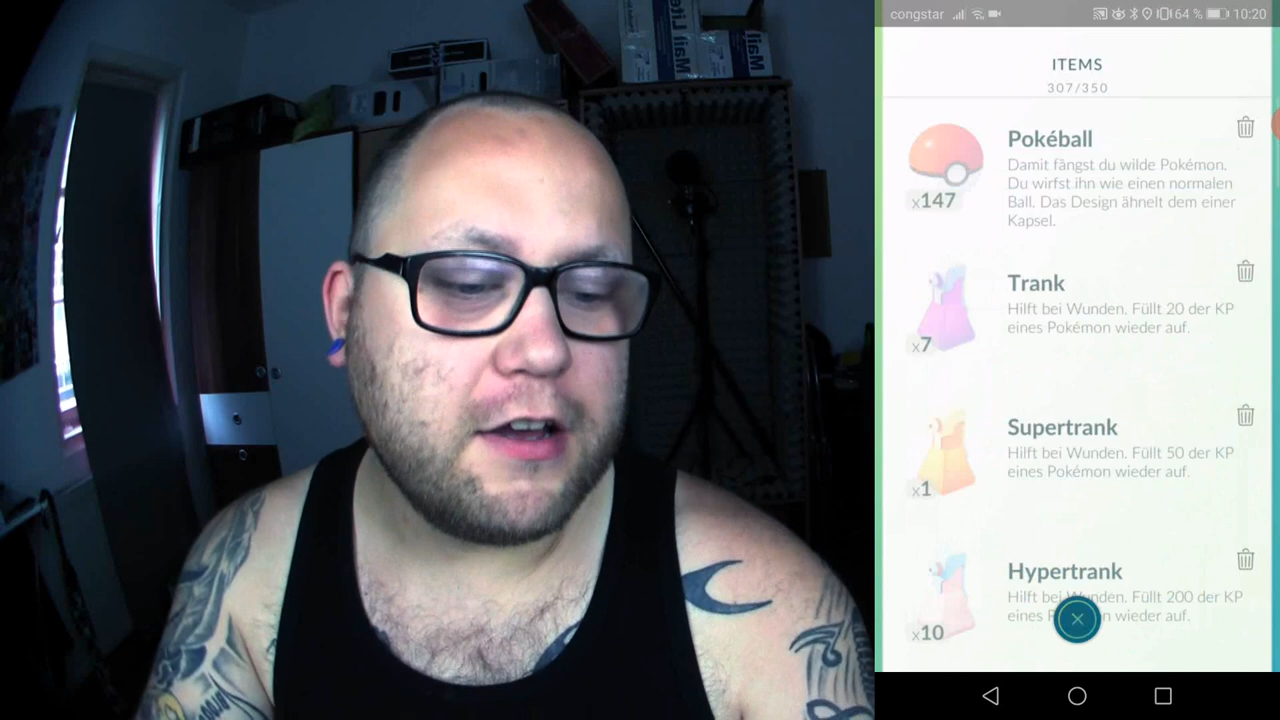 congstar 64 % 10:20
ITEMS
307/350
Pokéball
Damit fängst du wilde Pokémon.
Du wirfst ihn wie einen normalen
Ball. Das Design ähnelt dem einer
Kapsel.
x147
Trank
Hilft bei Wunden. Füllt 20 der KP
eines Pokémon wieder auf.
x7
Supertrank
Hilft bei Wunden. Füllt 50 der KP
eines Pokémon wieder auf.
x1
Hypertrank
Hilft bei Wunden. Füllt 200 der KP
eines wieder auf.
x10
Mail Lite
Mail